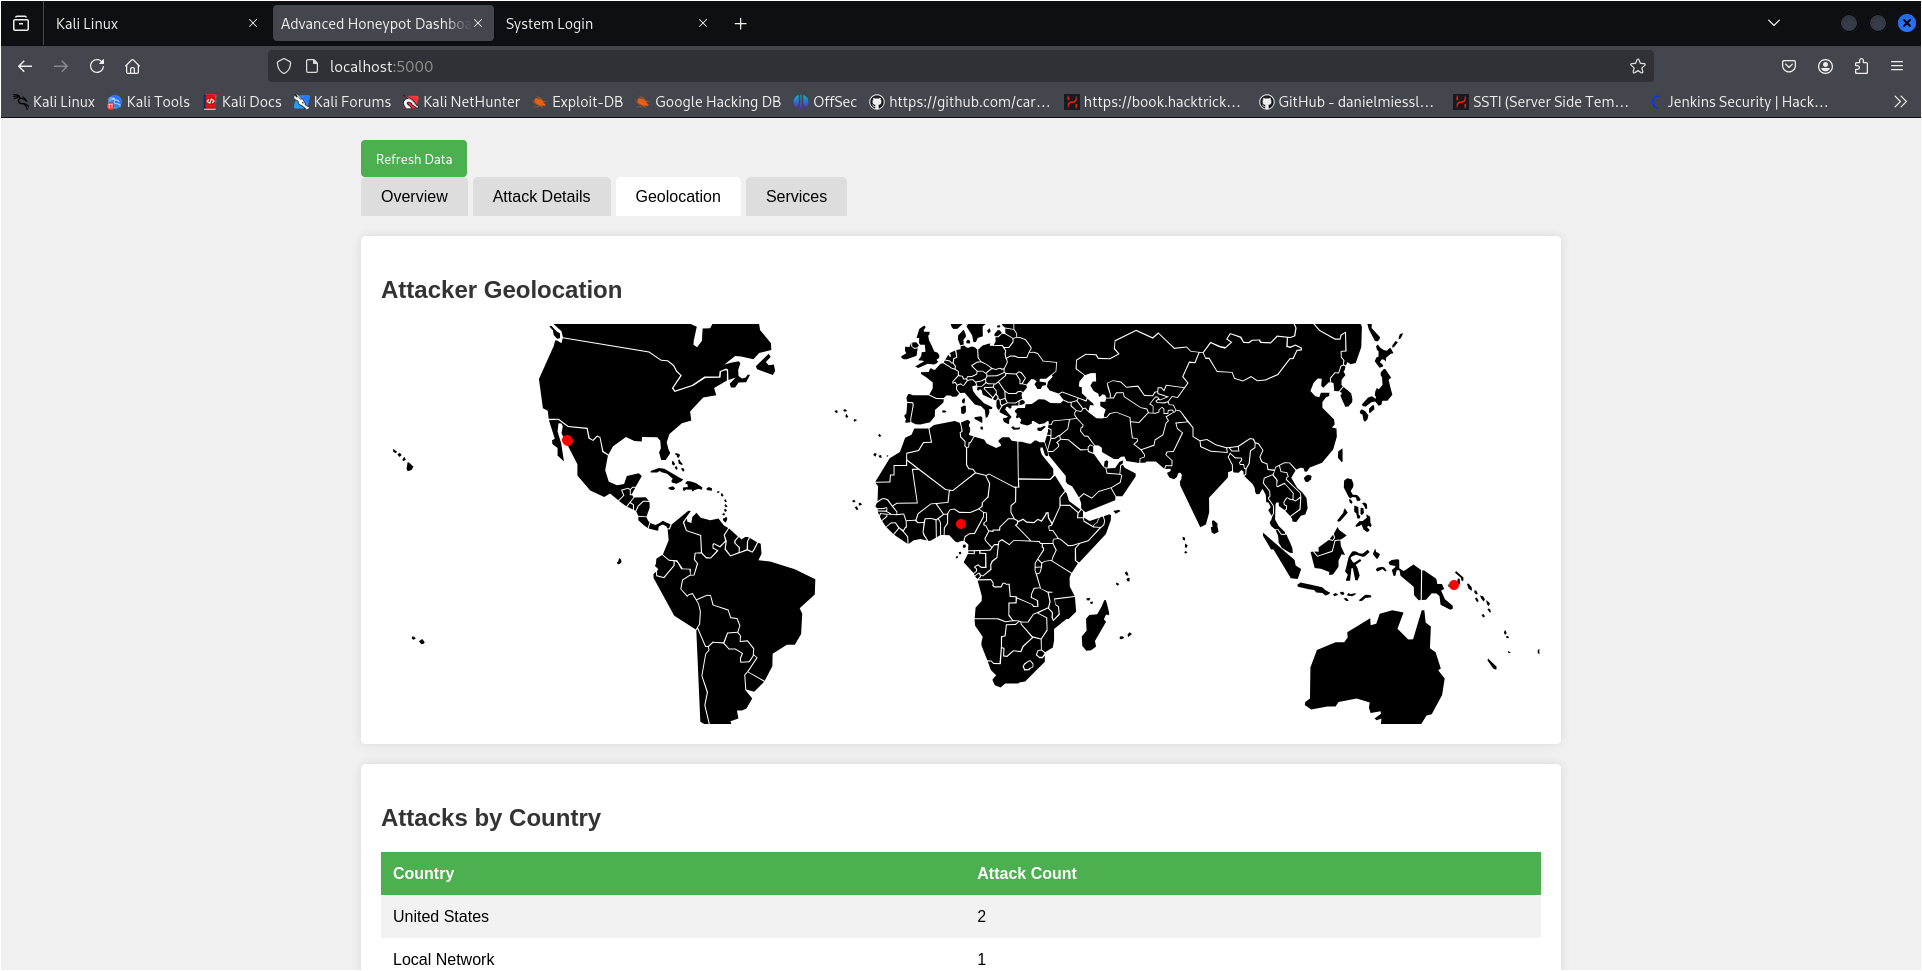 Kali Linux
Advanced Honeypot Dashboa
System Login
localhost:5000
Kali Linux Kali Tools Kali Docs Kali Forums Kali NetHunter Exploit-DB Google Hacking DB OffSec https://github.com/car… https://book.hacktrick… GitHub - danielmiessl… SSTI (Server Side Tem… Jenkins Security | Hack…
Refresh Data
Overview Attack Details Geolocation Services
Attacker Geolocation
Attacks by Country
Country Attack Count
United States 2
Local Network 1